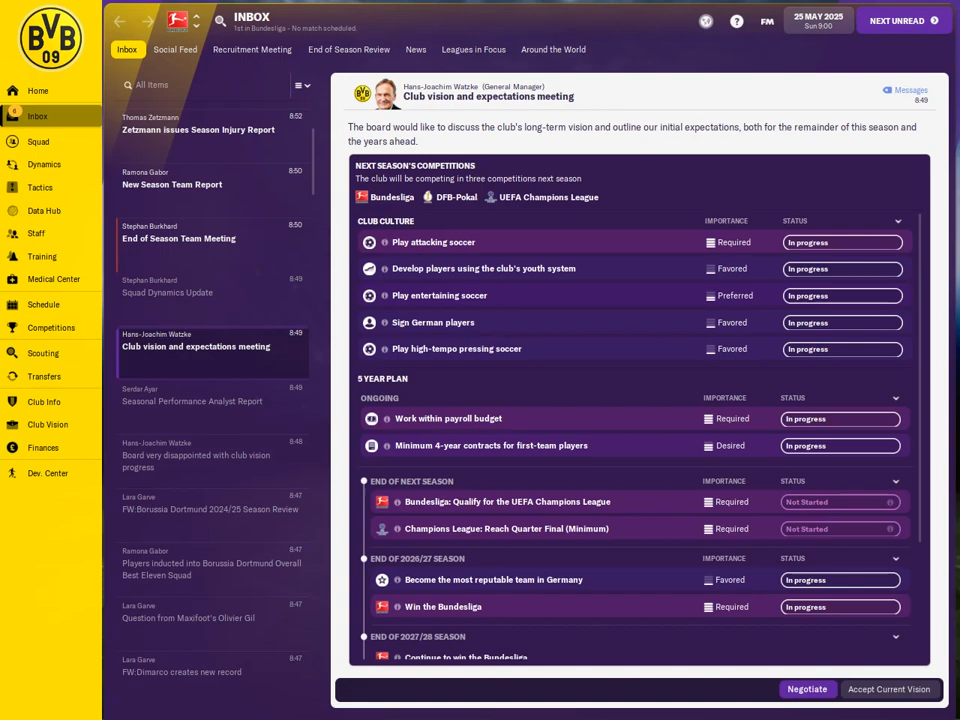 BVB
09
INBOX
1st in Bundesliga - No match scheduled.
FM
25 MAY 2025
Sun 9:00
NEXT UNREAD
Inbox
Social Feed
Recruitment Meeting
End of Season Review
News
Leagues in Focus
Around the World
Home
6
Inbox
Squad
Dynamics
Tactics
Data Hub
Staff
Training
Medical Center
Schedule
Competitions
Scouting
Transfers
Club Info
Club Vision
Finances
Dev. Center
All Items
Thomas Zetzmann 8:52
Zetzmann issues Season Injury Report
Ramona Gabor 8:50
New Season Team Report
Stephan Burkhard 8:50
End of Season Team Meeting
Stephan Burkhard 8:49
Squad Dynamics Update
Hans-Joachim Watzke 8:49
Club vision and expectations meeting
Serdar Ayar 8:49
Seasonal Performance Analyst Report
Hans-Joachim Watzke 8:48
Board very disappointed with club vision
progress
Lara Garve 8:47
FW:Borussia Dortmund 2024/25 Season Review
Ramona Gabor 8:47
Players inducted into Borussia Dortmund Overall
Best Eleven Squad
Lara Garve 8:47
Question from Maxifoot's Olivier Gil
Lara Garve 8:47
FW:Dimarco creates new record
Hans-Joachim Watzke (General Manager)
Club vision and expectations meeting
Messages
8:49
The board would like to discuss the club's long-term vision and outline our initial expectations, both for the remainder of this season and
the years ahead.
NEXT SEASON'S COMPETITIONS
The club will be competing in three competitions next season
Bundesliga DFB-Pokal UEFA Champions League
CLUB CULTURE IMPORTANCE STATUS
Play attacking soccer Required In progress
Develop players using the club's youth system Favored In progress
Play entertaining soccer Preferred In progress
Sign German players Favored In progress
Play high-tempo pressing soccer Favored In progress
5 YEAR PLAN
ONGOING IMPORTANCE STATUS
Work within payroll budget Required In progress
Minimum 4-year contracts for first-team players Desired In progress
END OF NEXT SEASON IMPORTANCE STATUS
Bundesliga: Qualify for the UEFA Champions League Required Not Started
Champions League: Reach Quarter Final (Minimum) Required Not Started
END OF 2026/27 SEASON IMPORTANCE STATUS
Become the most reputable team in Germany Favored In progress
Win the Bundesliga Required In progress
END OF 2027/28 SEASON
Continue to win the Bundesliga
Negotiate
Accept Current Vision